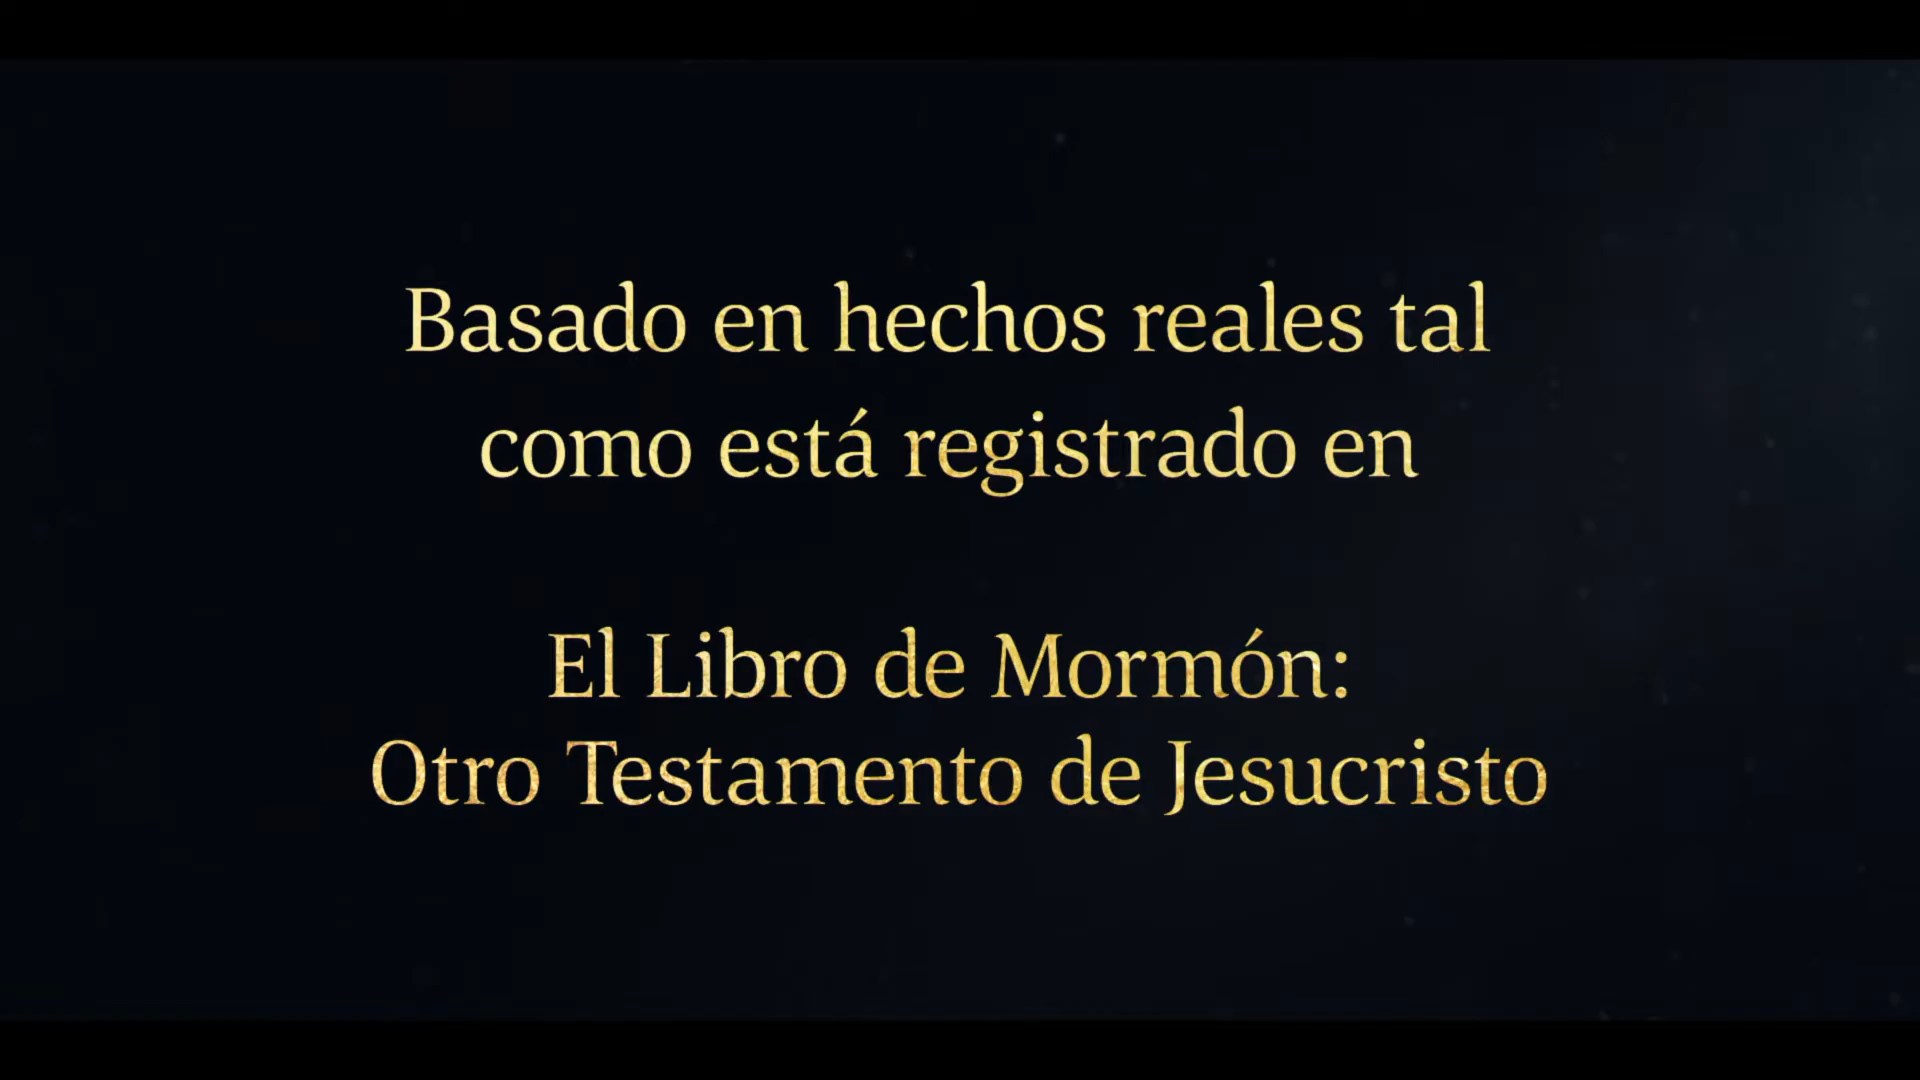 Basado en hechos reales tal
como está registrado en
El Libro de Mormón:
Otro Testamento de Jesucristo